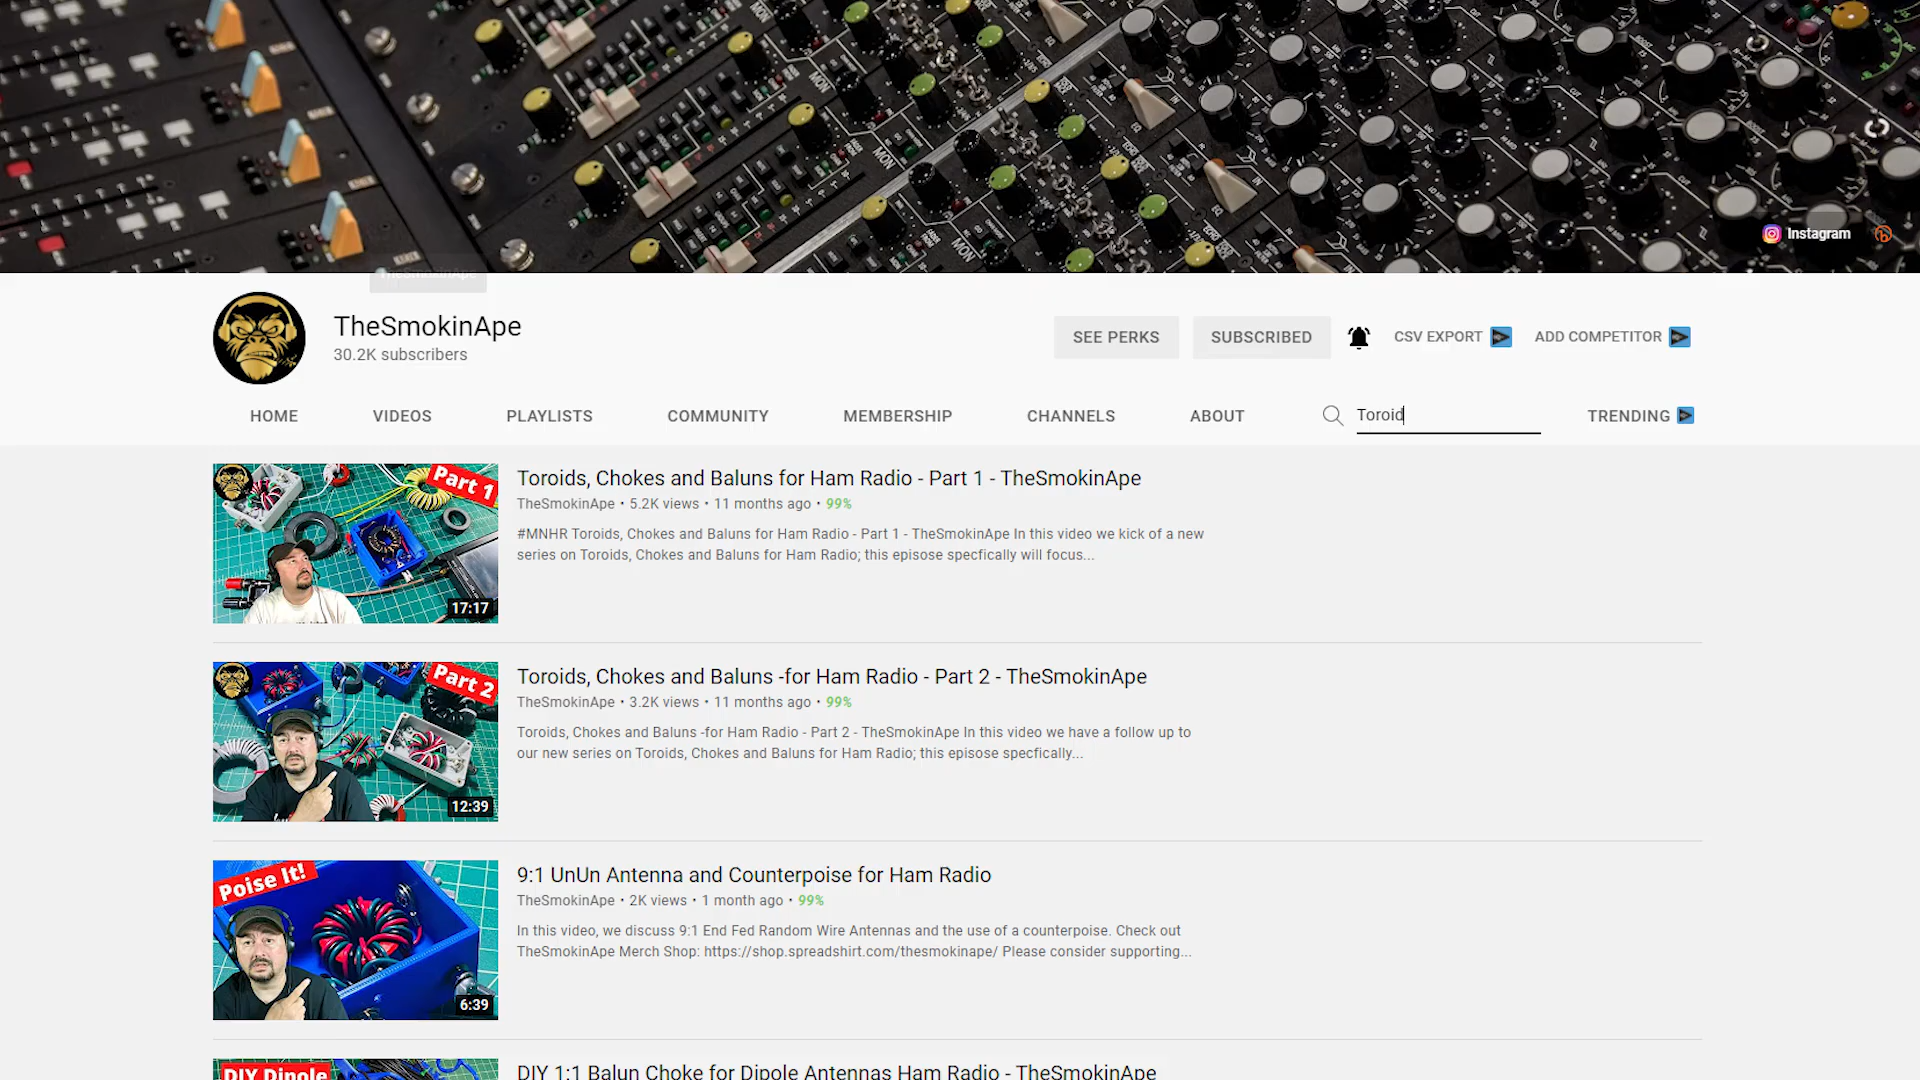 Instagram
TheSmokinApe
TheSmokinApe
30.2K subscribers
SEE PERKS
SUBSCRIBED
CSV EXPORT
ADD COMPETITOR
HOME
VIDEOS
PLAYLISTS
COMMUNITY
MEMBERSHIP
CHANNELS
ABOUT
Toroid
TRENDING
Part 1
17:17
Toroids, Chokes and Baluns for Ham Radio - Part 1 - TheSmokinApe
TheSmokinApe • 5.2K views • 11 months ago • 99%
#MNHR Toroids, Chokes and Baluns for Ham Radio - Part 1 - TheSmokinApe In this video we kick of a new
series on Toroids, Chokes and Baluns for Ham Radio; this episose specfically will focus...
Part 2
12:39
Toroids, Chokes and Baluns -for Ham Radio - Part 2 - TheSmokinApe
TheSmokinApe • 3.2K views • 11 months ago • 99%
Toroids, Chokes and Baluns -for Ham Radio - Part 2 - TheSmokinApe In this video we have a follow up to
our new series on Toroids, Chokes and Baluns for Ham Radio; this episose specfically...
Poise It!
6:39
9:1 UnUn Antenna and Counterpoise for Ham Radio
TheSmokinApe • 2K views • 1 month ago • 99%
In this video, we discuss 9:1 End Fed Random Wire Antennas and the use of a counterpoise. Check out
TheSmokinApe Merch Shop: https://shop.spreadshirt.com/thesmokinape/ Please consider supporting...
DIY Dipole
DIY 1:1 Balun Choke for Dipole Antennas Ham Radio - TheSmokinApe